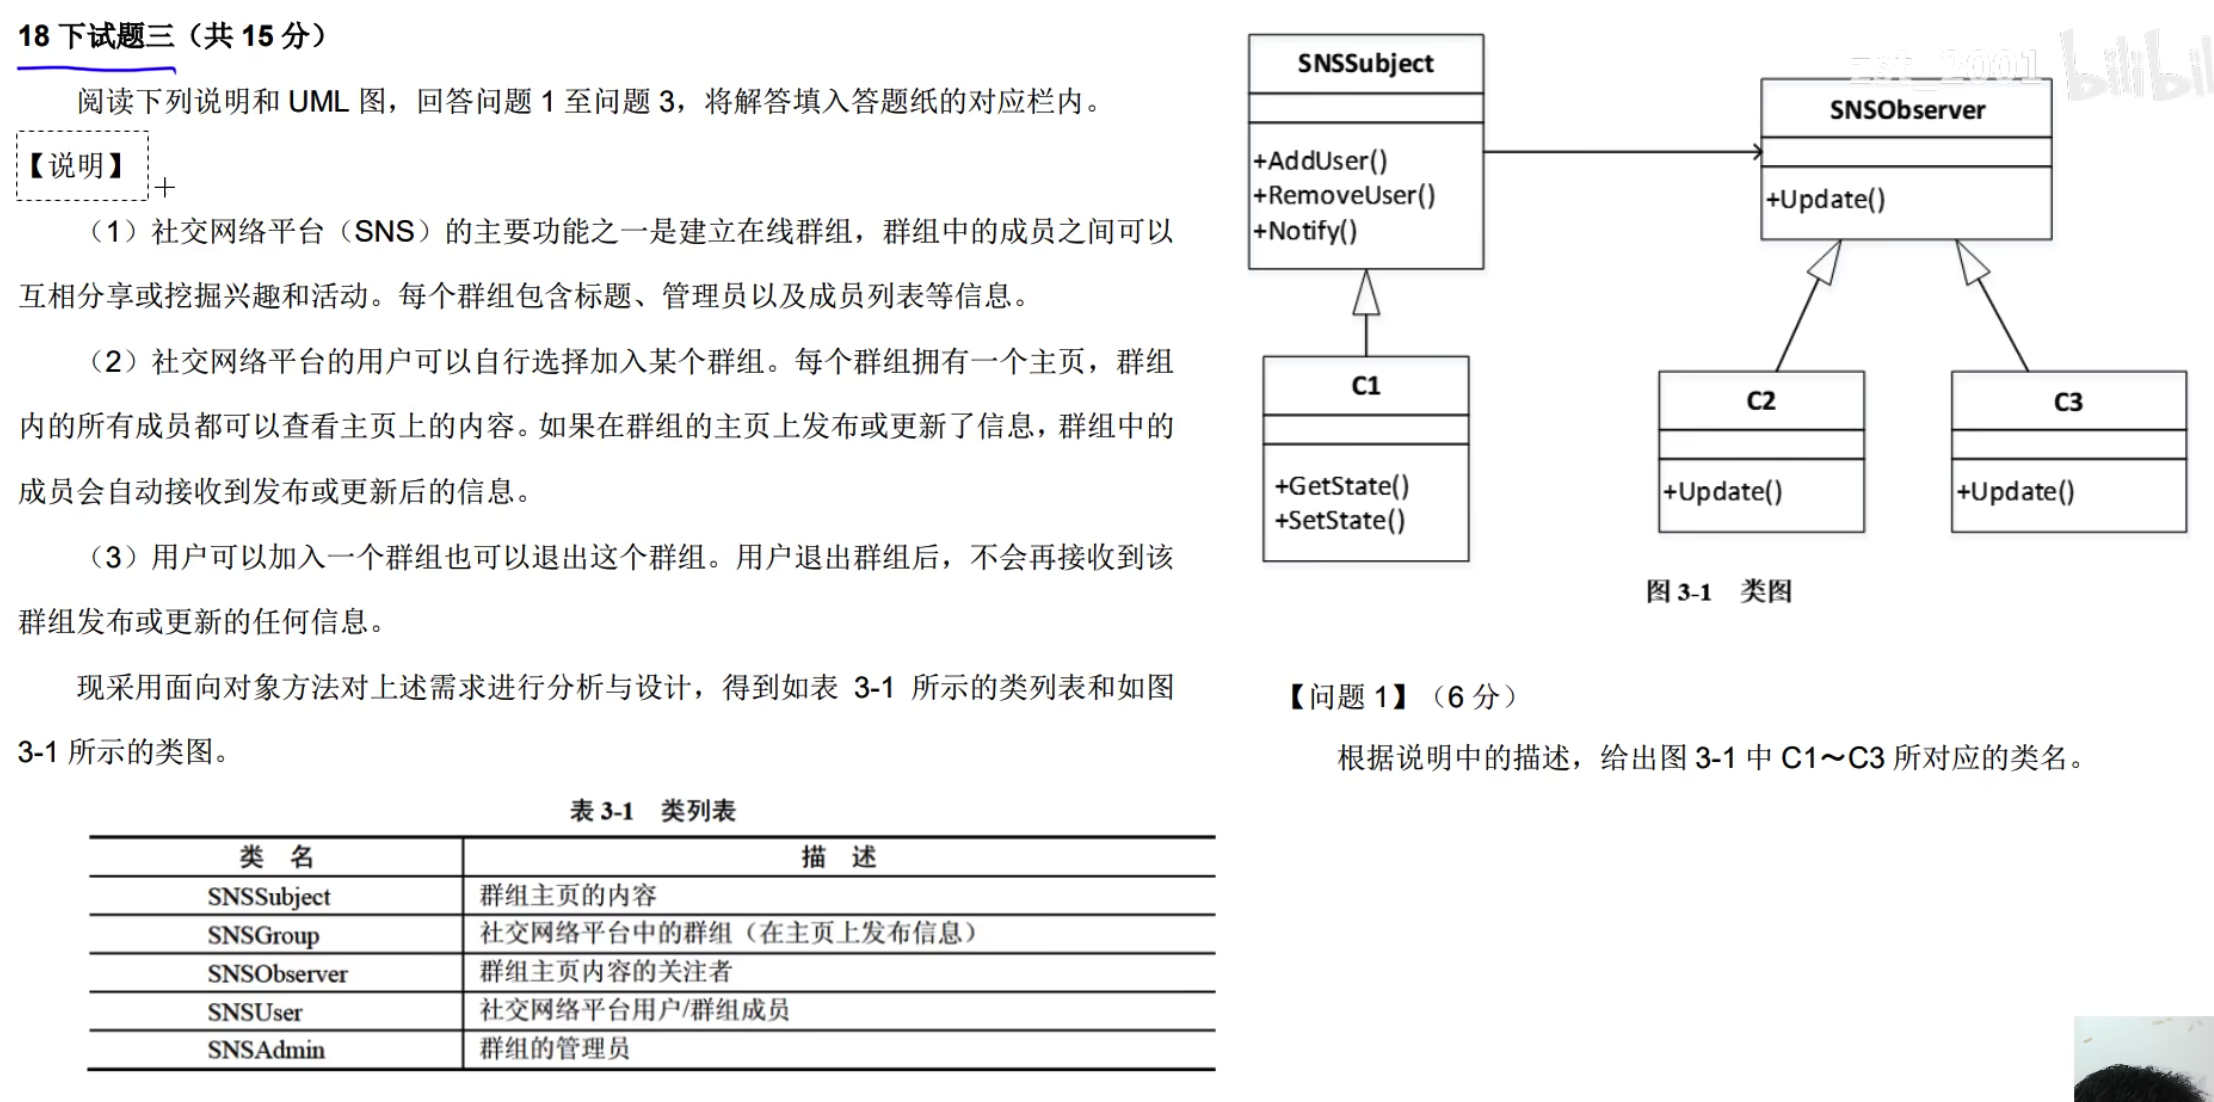 18 下试题三（共 15 分）
阅读下列说明和 UML 图，回答问题 1 至问题 3，将解答填入答题纸的对应栏内。
【说明】
（1）社交网络平台（SNS）的主要功能之一是建立在线群组，群组中的成员之间可以
互相分享或挖掘兴趣和活动。每个群组包含标题、管理员以及成员列表等信息。
（2）社交网络平台的用户可以自行选择加入某个群组。每个群组拥有一个主页，群组
内的所有成员都可以查看主页上的内容。如果在群组的主页上发布或更新了信息，群组中的
成员会自动接收到发布或更新后的信息。
（3）用户可以加入一个群组也可以退出这个群组。用户退出群组后，不会再接收到该
群组发布或更新的任何信息。
现采用面向对象方法对上述需求进行分析与设计，得到如表 3-1 所示的类列表和如图
3-1 所示的类图。
表 3-1 类列表
类 名 描 述
SNSSubject 群组主页的内容
SNSGroup 社交网络平台中的群组（在主页上发布信息）
SNSObserver 群组主页内容的关注者
SNSUser 社交网络平台用户/群组成员
SNSAdmin 群组的管理员
SNSSubject
+AddUser()
+RemoveUser()
+Notify()
zst_2001
bilibil
SNSObserver
+Update()
C1
+GetState()
+SetState()
C2
+Update()
C3
+Update()
图 3-1 类图
【问题 1】（6 分）
根据说明中的描述，给出图 3-1 中 C1～C3 所对应的类名。